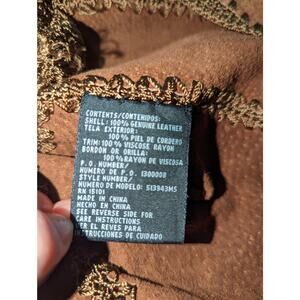 CONTENTS/CONTENIDOS:
SHELL: 100% GENUINE LEATHER
TELA EXTERIOR:
100% PIEL DE CORDERO
TRIM: 100% VISCOSE RAYON
BORDON OR ORILLA:
100% RAYON DE VISCOSA
P.O. NUMBER/
NUMERO DE P.O. 1300008
STYLE NUMBER/
NUMERO DE MODELO: 513943MS
RN 15101
MADE IN CHINA
HECHO EN CHINA
SEE REVERSE SIDE FOR
CARE INSTRUCTIONS
VER EL REVES PARA
INSTRUCCIONES DE CUIDADO